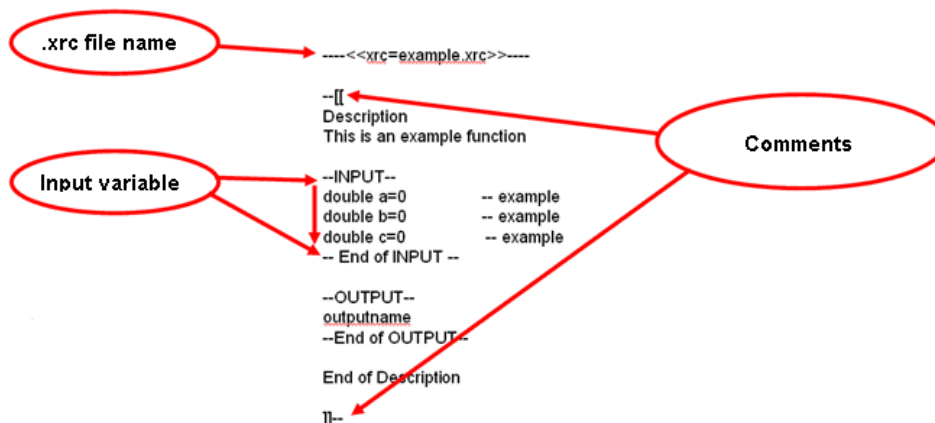 .xrc file name
----<<xrc=example.xrc>>----
--[[
Description
This is an example function
Comments
Input variable
--INPUT--
double a=0 -- example
double b=0 -- example
double c=0 -- example
-- End of INPUT --
--OUTPUT--
outputname
--End of OUTPUT--
End of Description
]]--